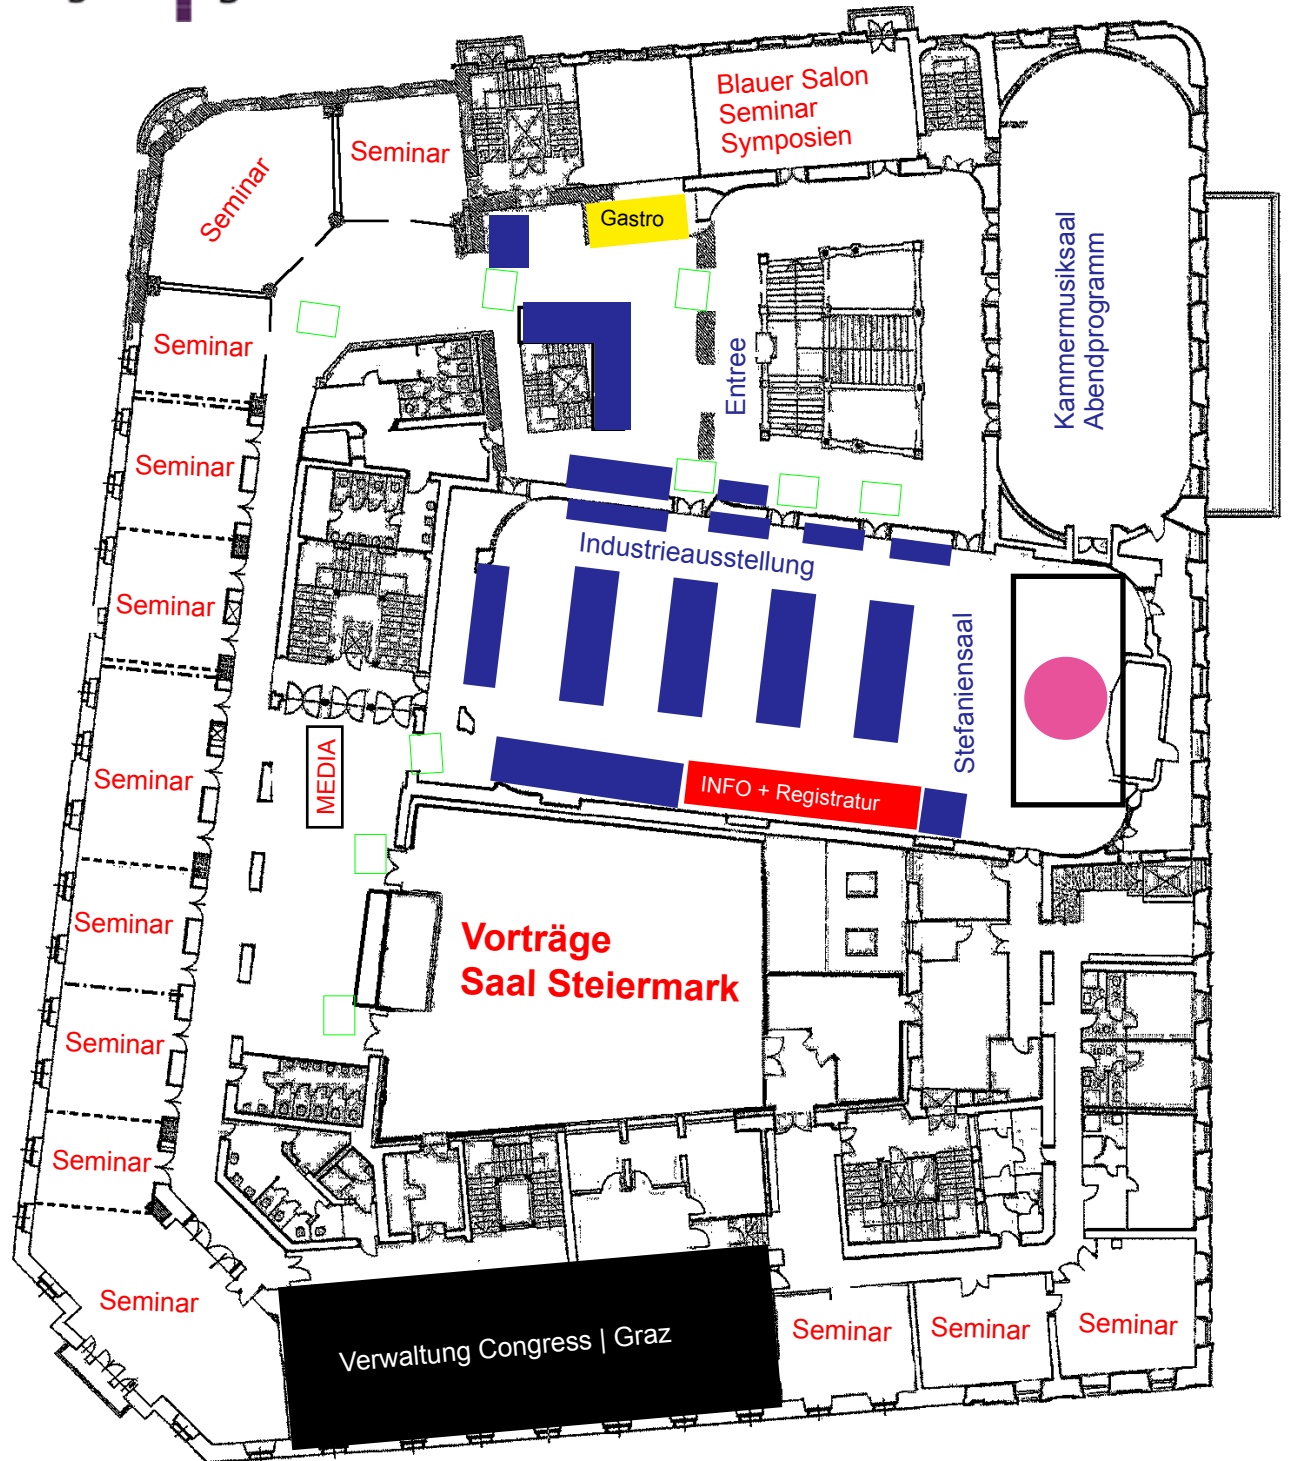 Blauer Salon
Seminar
Symposien
Seminar
Seminar
Gastro
Kammermusiksaal
Abendprogramm
Entree
Seminar
Seminar
Seminar
Industrieausstellung
Stefaniensaal
MEDIA
INFO + Registratur
Seminar
Seminar
Vorträge
Saal Steiermark
Seminar
Seminar
Seminar
Verwaltung Congress | Graz
Seminar
Seminar
Seminar